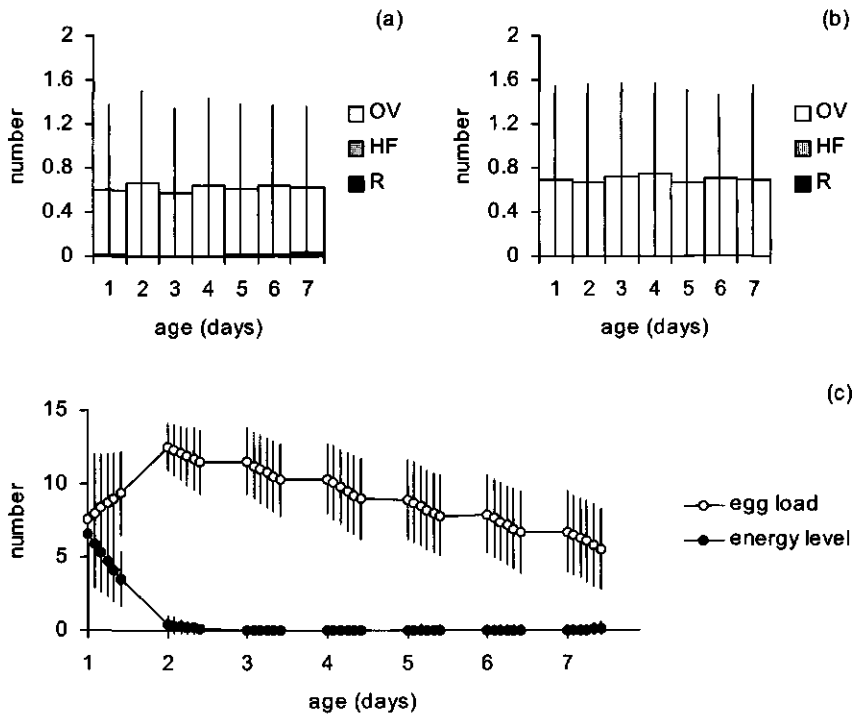 (a)
2
1.6
1.2
0.8
0.4
0
number
OV
HF
R
1 2 3 4 5 6 7
age (days)
(b)
2
1.6
1.2
0.8
0.4
0
number
OV
HF
R
1 2 3 4 5 6 7
age (days)
(c)
15
10
5
0
number
egg load
energy level
1 2 3 4 5 6 7
age (days)